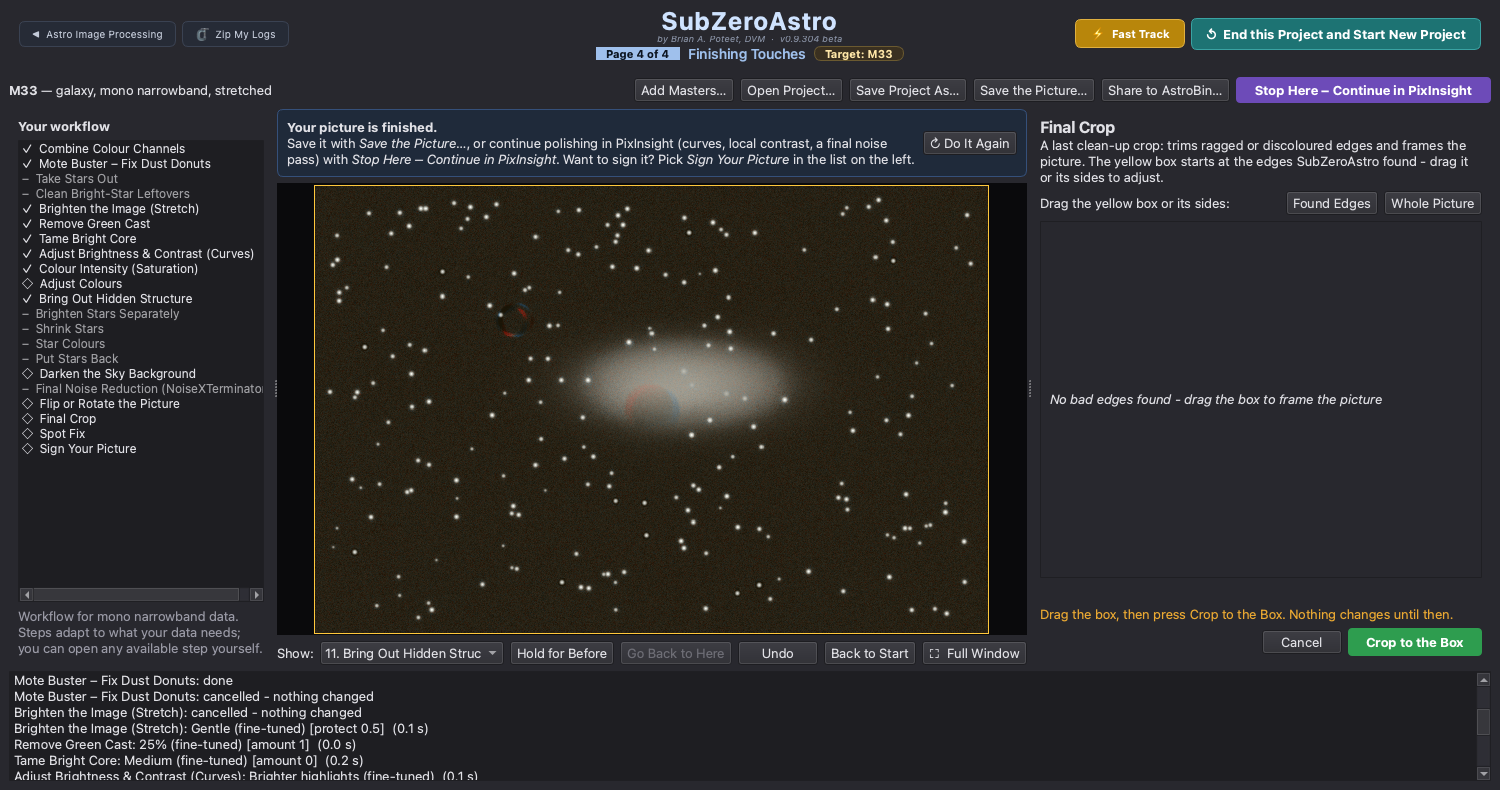 ◄ Astro Image Processing
Zip My Logs
SubZeroAstro
by Brian A. Poteet, DVM · v0.9.304 beta
Page 4 of 4 Finishing Touches Target: M33
⚡ Fast Track
↺ End this Project and Start New Project
M33 — galaxy, mono narrowband, stretched
Add Masters... Open Project... Save Project As... Save the Picture... Share to AstroBin... Stop Here – Continue in PixInsight
Your workflow
✓ Combine Colour Channels
✓ Mote Buster – Fix Dust Donuts
– Take Stars Out
– Clean Bright-Star Leftovers
✓ Brighten the Image (Stretch)
✓ Remove Green Cast
✓ Tame Bright Core
✓ Adjust Brightness & Contrast (Curves)
✓ Colour Intensity (Saturation)
◇ Adjust Colours
✓ Bring Out Hidden Structure
– Brighten Stars Separately
– Shrink Stars
– Star Colours
– Put Stars Back
◇ Darken the Sky Background
– Final Noise Reduction (NoiseXTerminato
◇ Flip or Rotate the Picture
◇ Final Crop
◇ Spot Fix
◇ Sign Your Picture
Workflow for mono narrowband data.
Steps adapt to what your data needs;
you can open any available step yourself.
Your picture is finished.
Save it with Save the Picture..., or continue polishing in PixInsight (curves, local contrast, a final noise
pass) with Stop Here – Continue in PixInsight. Want to sign it? Pick Sign Your Picture in the list on the left.
↻ Do It Again
Show: 11. Bring Out Hidden Struc Hold for Before Go Back to Here Undo Back to Start Full Window
Final Crop
A last clean-up crop: trims ragged or discoloured edges and frames the
picture. The yellow box starts at the edges SubZeroAstro found - drag it
or its sides to adjust.
Drag the yellow box or its sides: Found Edges Whole Picture
No bad edges found - drag the box to frame the picture
Drag the box, then press Crop to the Box. Nothing changes until then.
Cancel Crop to the Box
Mote Buster – Fix Dust Donuts: done
Mote Buster – Fix Dust Donuts: cancelled - nothing changed
Brighten the Image (Stretch): cancelled - nothing changed
Brighten the Image (Stretch): Gentle (fine-tuned) [protect 0.5] (0.1 s)
Remove Green Cast: 25% (fine-tuned) [amount 1] (0.0 s)
Tame Bright Core: Medium (fine-tuned) [amount 0] (0.2 s)
Adjust Brightness & Contrast (Curves): Brighter highlights (fine-tuned) (0.1 s)